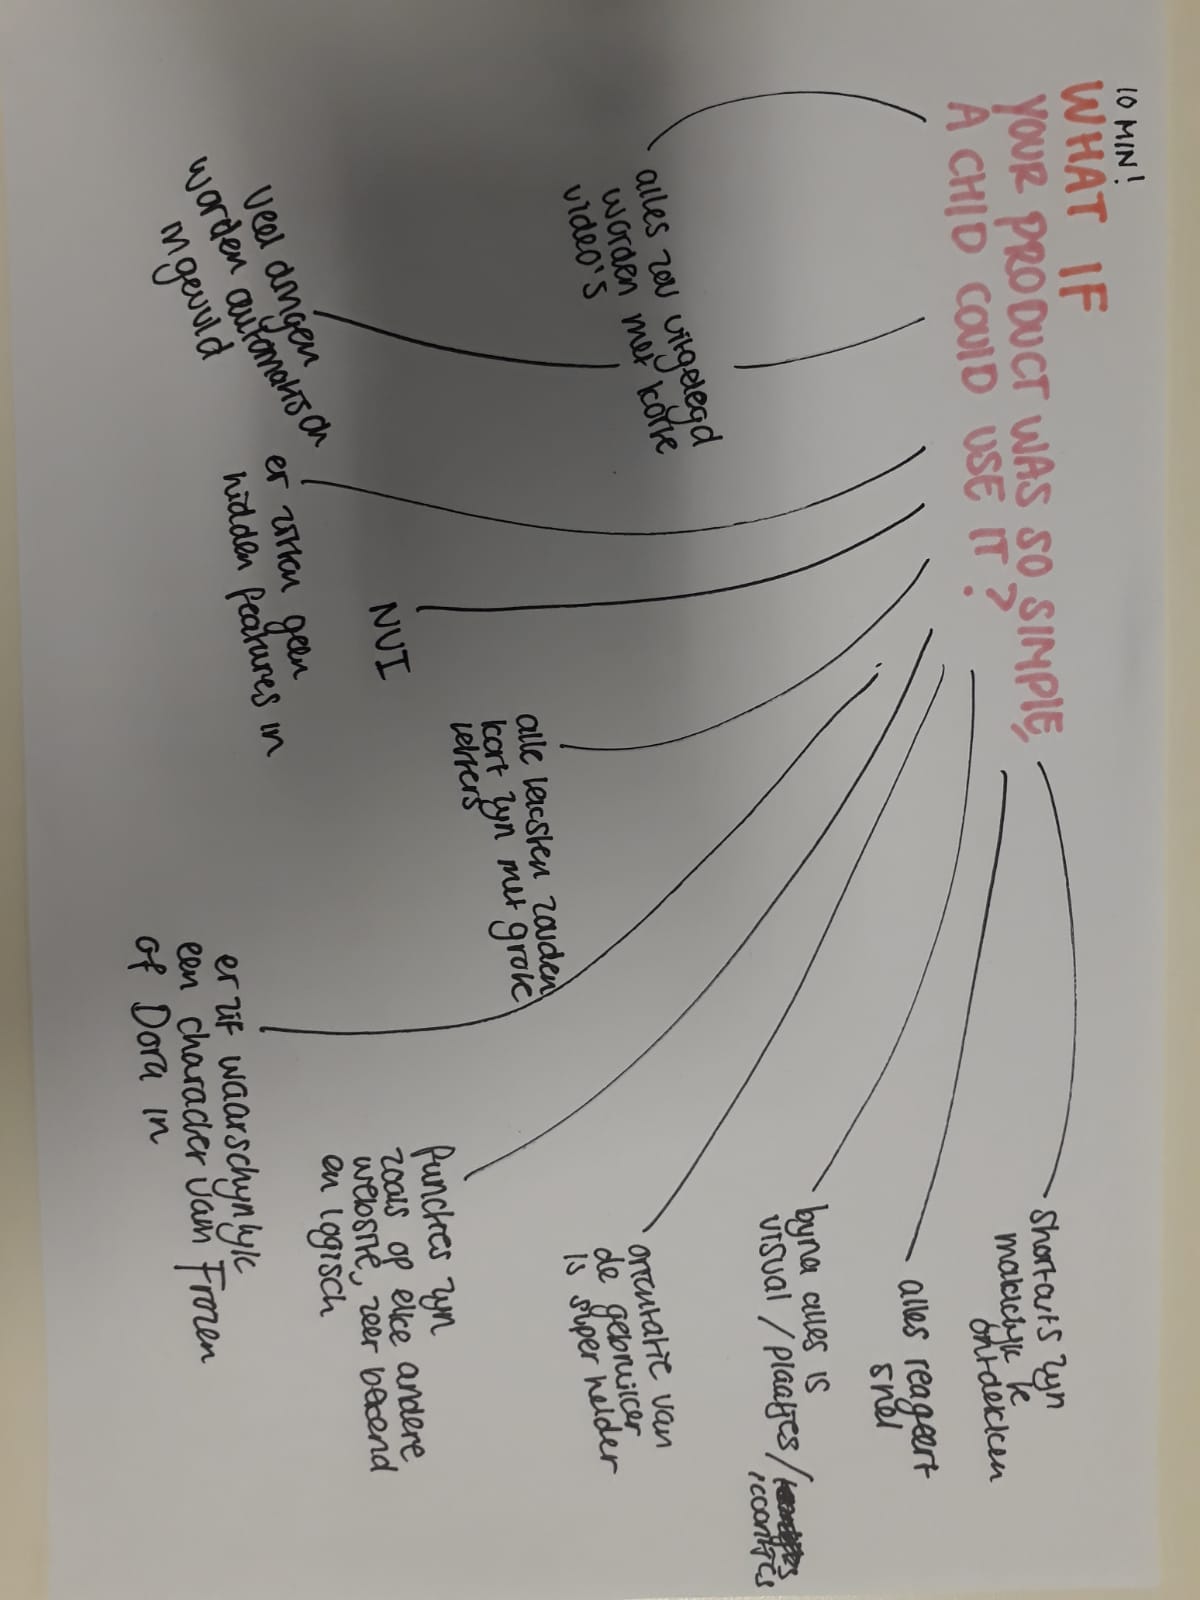 10 MIN!
WHAT IF
YOUR PRODUCT WAS SO SIMPLE,
A CHILD COULD USE IT?
alles zou uitgelegd
worden met korte
video's
veel dingen
worden automatisch
ingevuld
er zitten geen
hidden features in
NUI
alle teksten zouden
kort zijn met grote
letters
er zit waarschijnlijk
een character van Frozen
of Dora in
functies zijn
zoals op elke andere
website, zeer bekend
en logisch
orientatie van
de gebruiker
is super helder
bijna alles is
visual / plaatjes /
icoontjes
alles reageert
snel
shortcuts zijn
makkelijk te
ontdekken